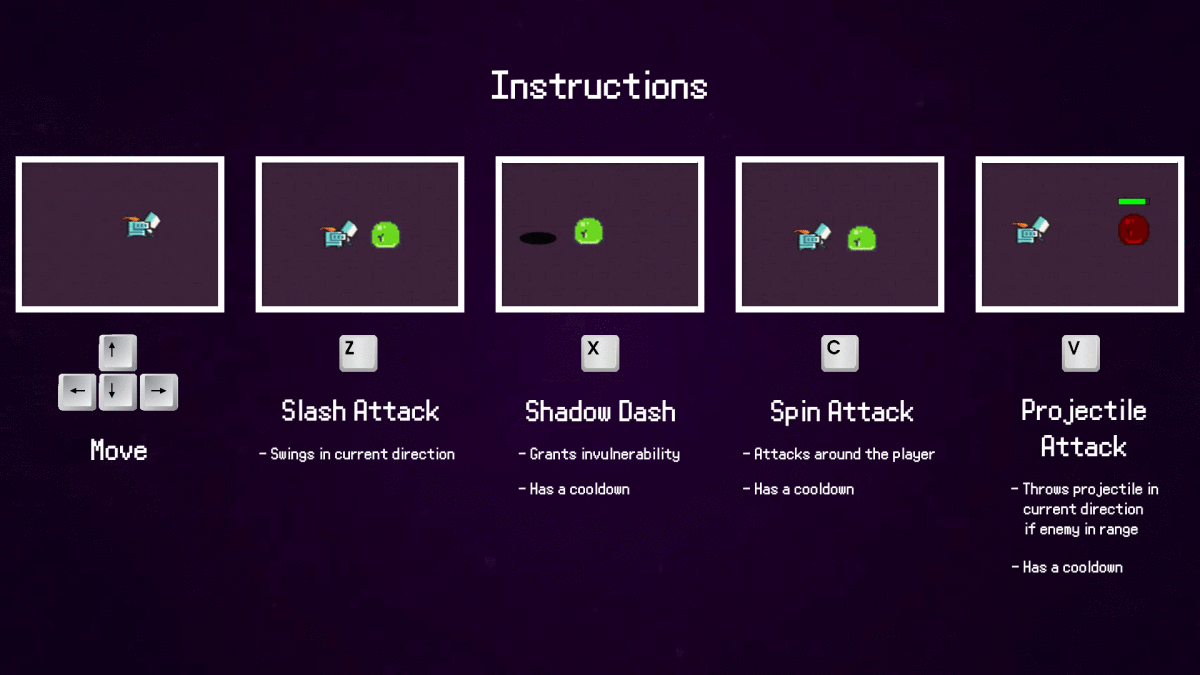 Instructions
↑
← ↓ →
Move
Z
Slash Attack
- Swings in current direction
X
Shadow Dash
- Grants invulnerability
- Has a cooldown
C
Spin Attack
- Attacks around the player
- Has a cooldown
V
Projectile
Attack
- Throws projectile in
current direction
if enemy in range
- Has a cooldown